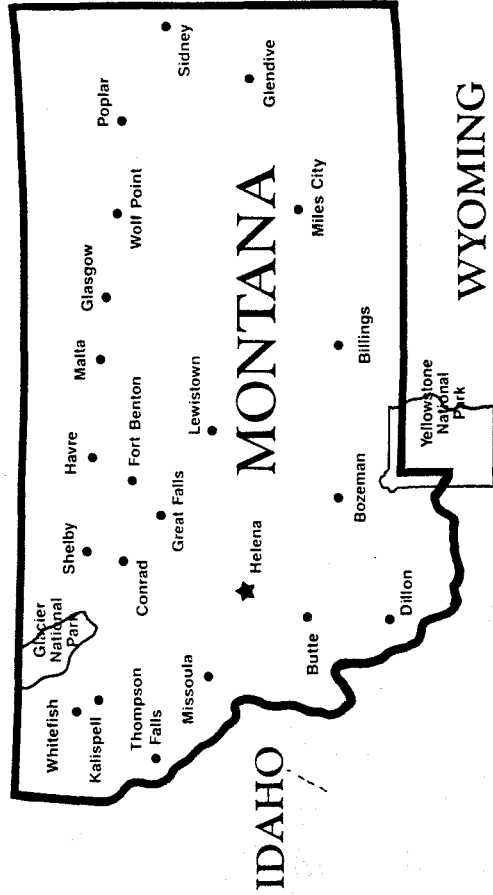 Whitefish
Kalispell
Thompson
Falls
Missoula
Glacier
National
Park
Shelby
Conrad
Havre
Fort Benton
Great Falls
Malta
Glasgow
Wolf Point
Poplar
Sidney
Glendive
Lewistown
MONTANA
Helena
Miles City
Billings
Bozeman
Butte
Dillon
Yellowstone
National
Park
IDAHO
WYOMING